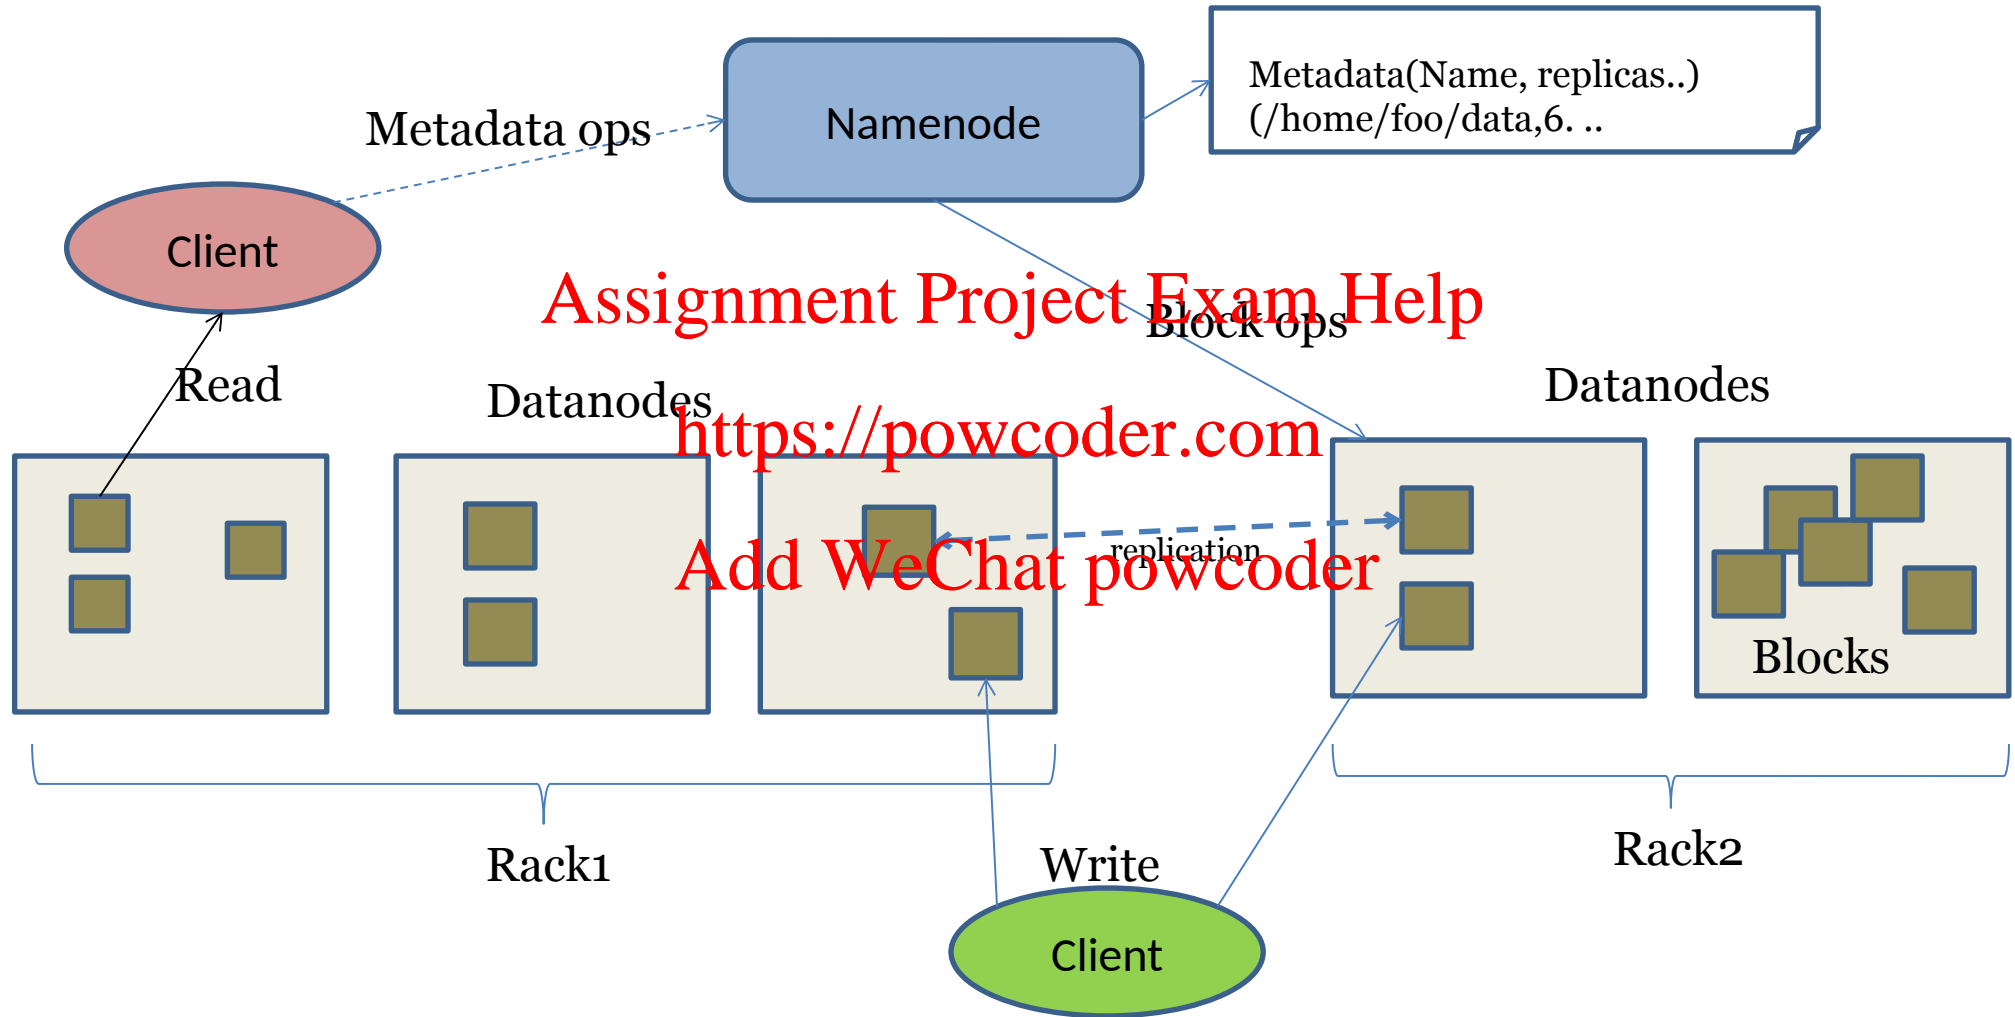 Metadata(Name, replicas..)
(/home/foo/data,6. ..
Metadata ops
Namenode
Client
Assignment Project Exam Help
Block ops
Read
Datanodes
Datanodes
https://powcoder.com
replication
Add WeChat powcoder
Blocks
Rack1
Write
Rack2
Client